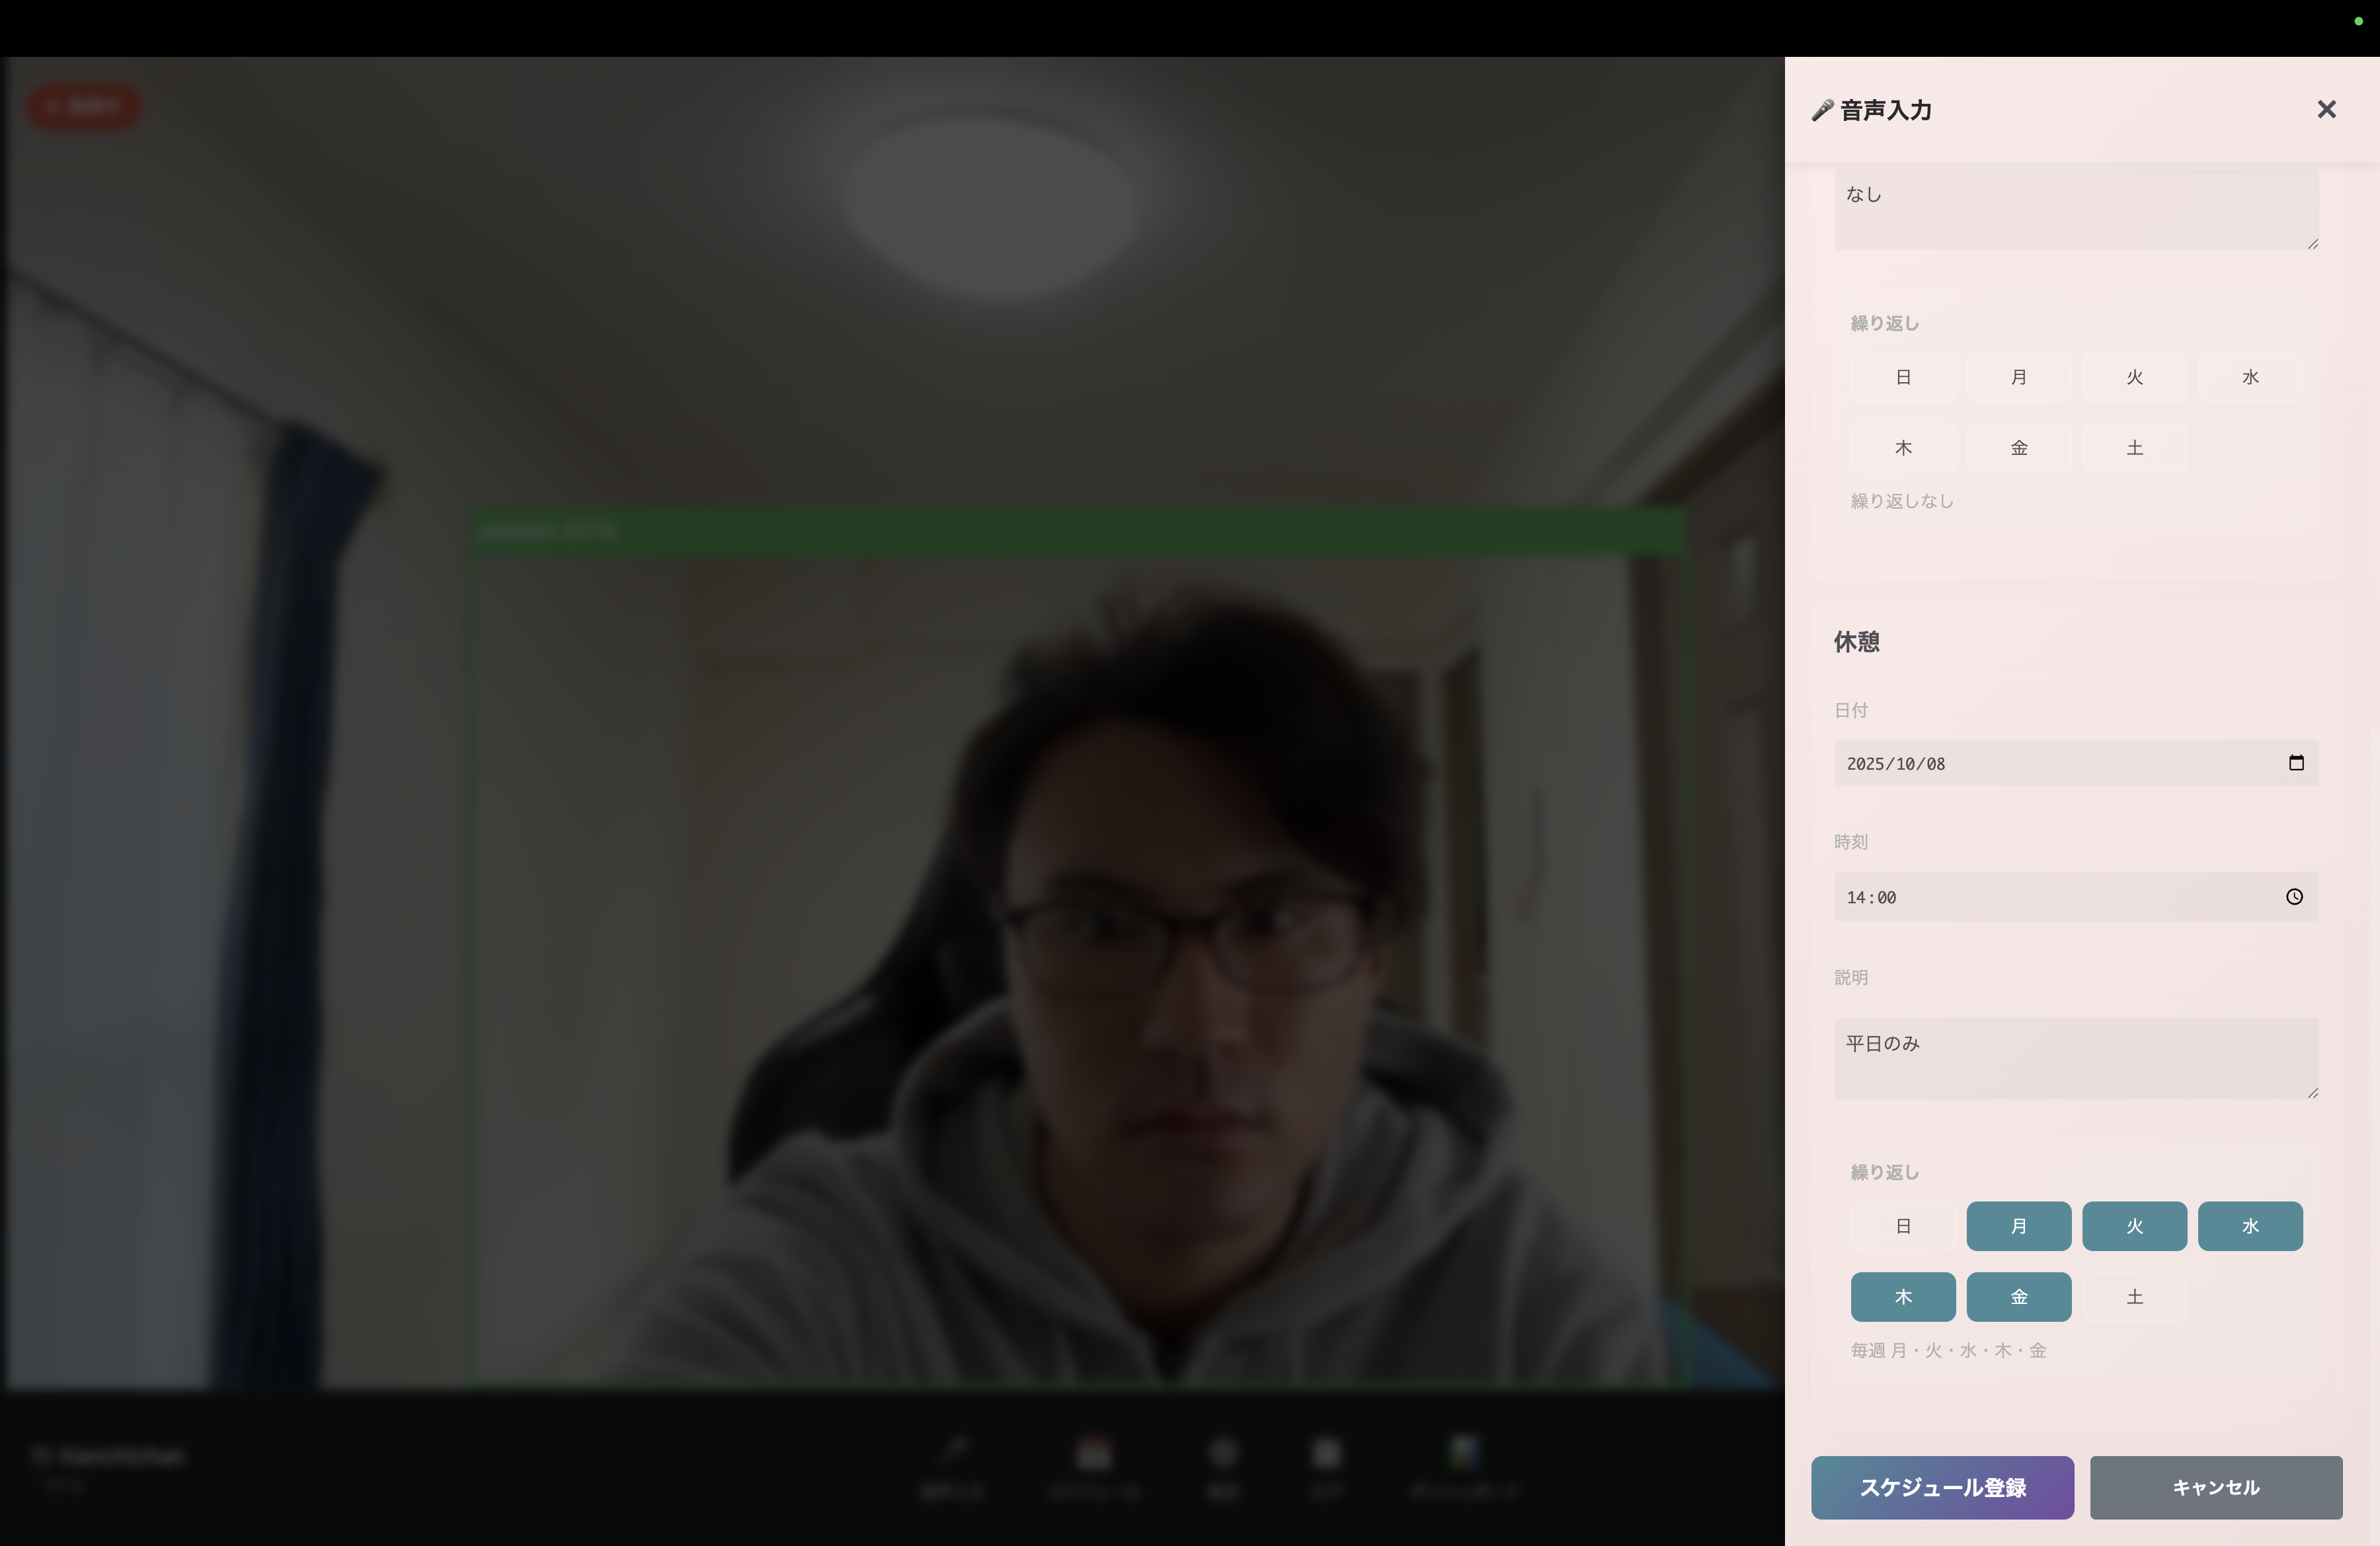 🎤 音声入力
×
なし
繰り返し
日 月 火 水
木 金 土
繰り返しなし
休憩
日付
2025/10/08
時刻
14:00
説明
平日のみ
繰り返し
日 月 火 水
木 金 土
毎週 月・火・水・木・金
スケジュール登録 キャンセル
Kanchichan